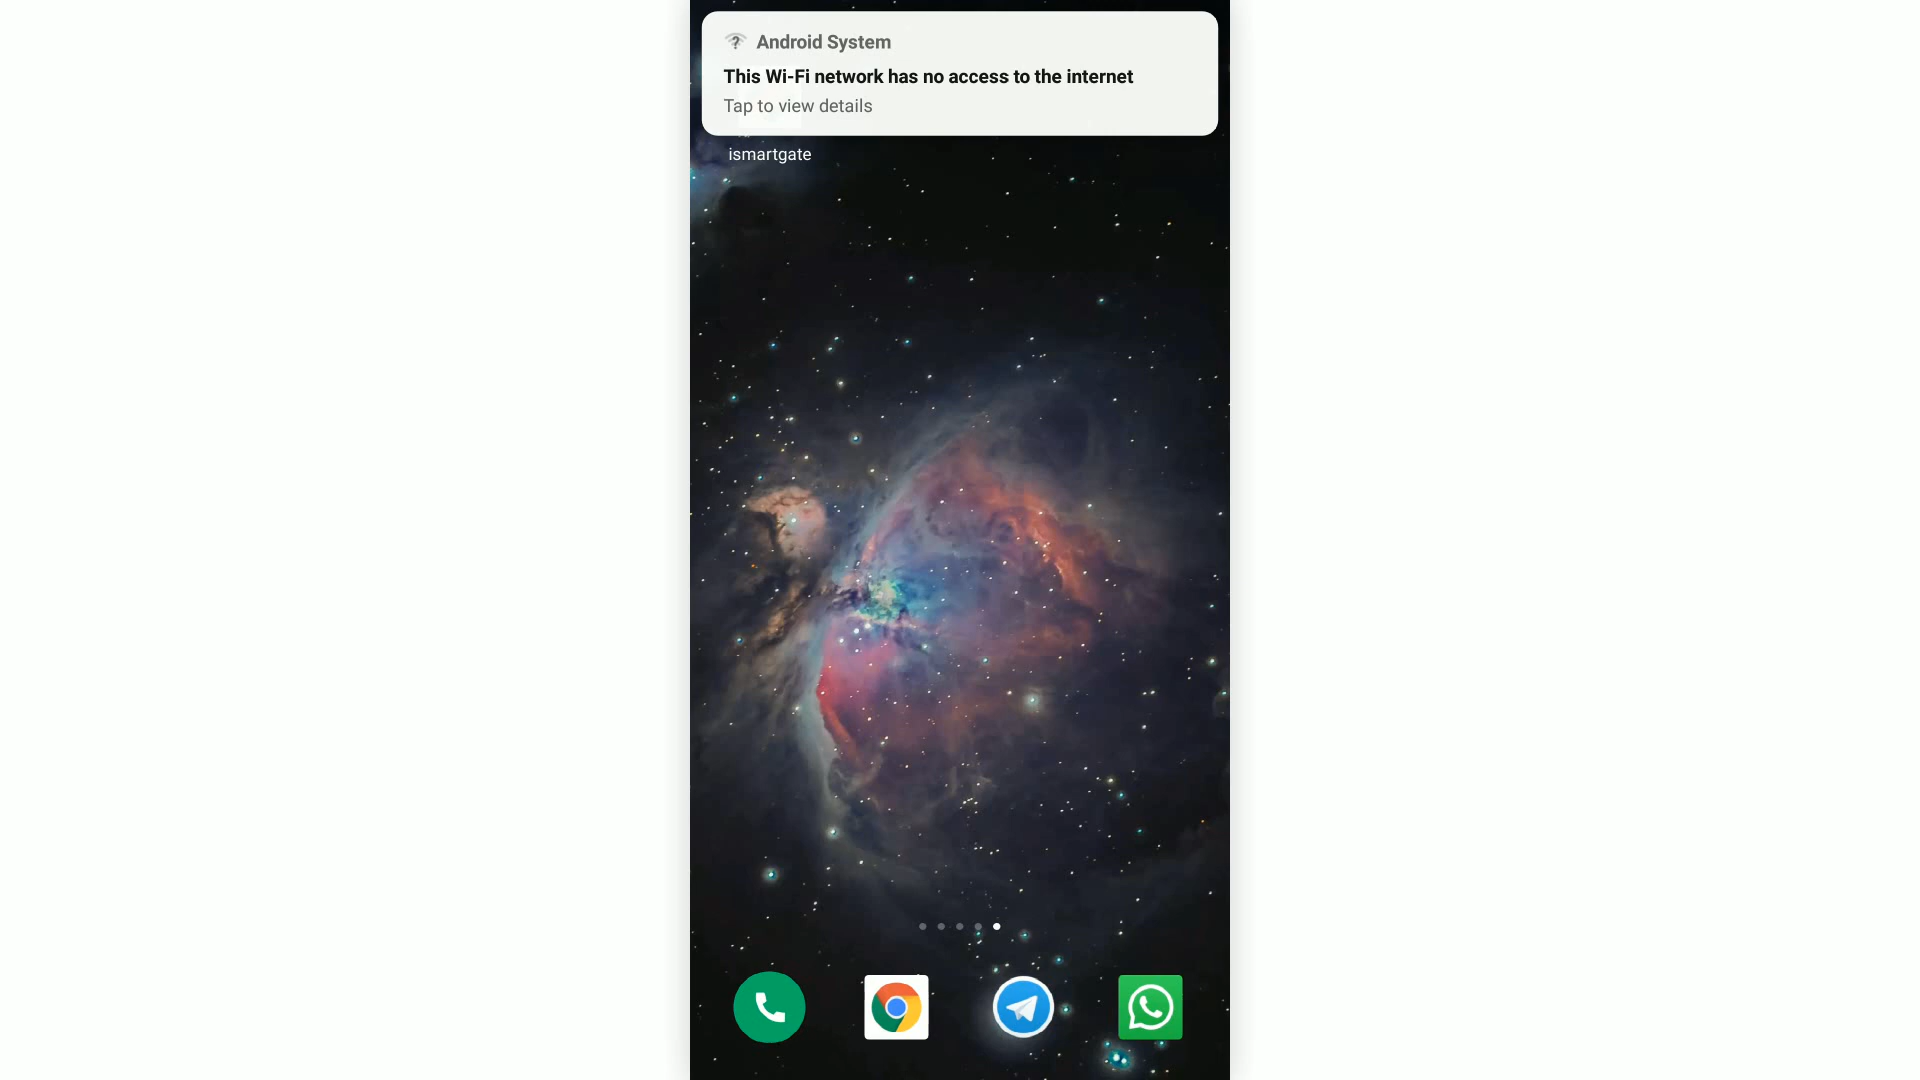 Android System
This Wi-Fi network has no access to the internet
Tap to view details
ismartgate